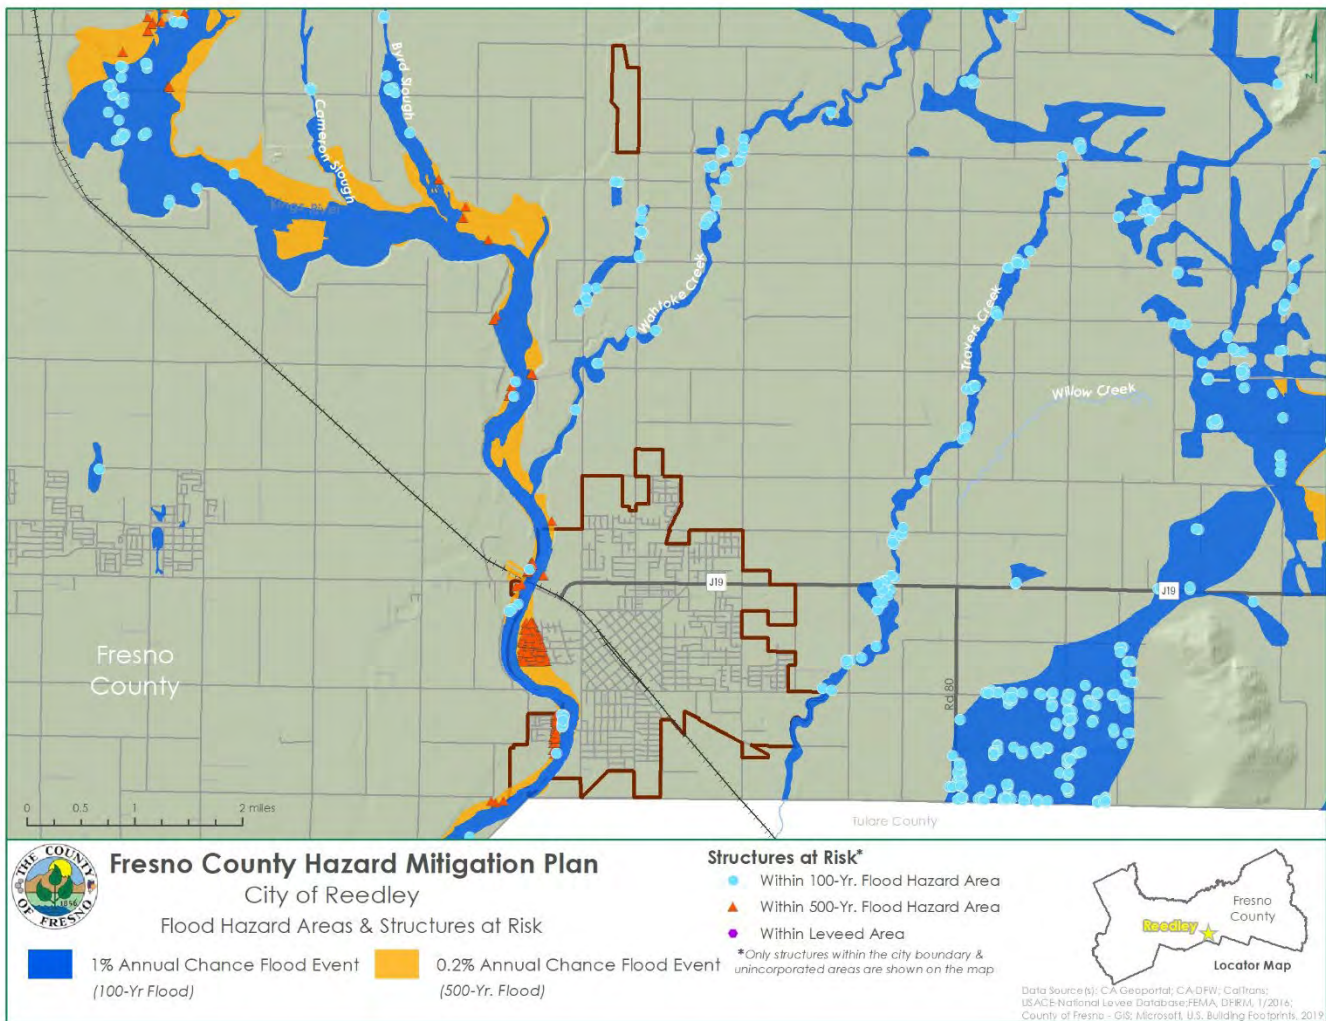 Byrd Slough
Cameron Slough
Kings River
Wahtoke Creek
Travers Creek
Willow Creek
J19
J19
Rd 80
Fresno
County
0 0.5 1 2 miles
Tulare County
THE COUNTY OF FRESNO
1856
Fresno County Hazard Mitigation Plan
City of Reedley
Flood Hazard Areas & Structures at Risk
1% Annual Chance Flood Event
(100-Yr Flood)
0.2% Annual Chance Flood Event
(500-Yr. Flood)
Structures at Risk*
Within 100-Yr. Flood Hazard Area
Within 500-Yr. Flood Hazard Area
Within Leveed Area
*Only structures within the city boundary &
unincorporated areas are shown on the map
Fresno
County
Reedley
Locator Map
Data Source(s): CA Geoportal; CA-DFW; CalTrans;
USACE-National Levee Database;FEMA, DFIRM, 1/2016;
County of Fresno - GIS; Microsoft, U.S. Building Footprints, 2019